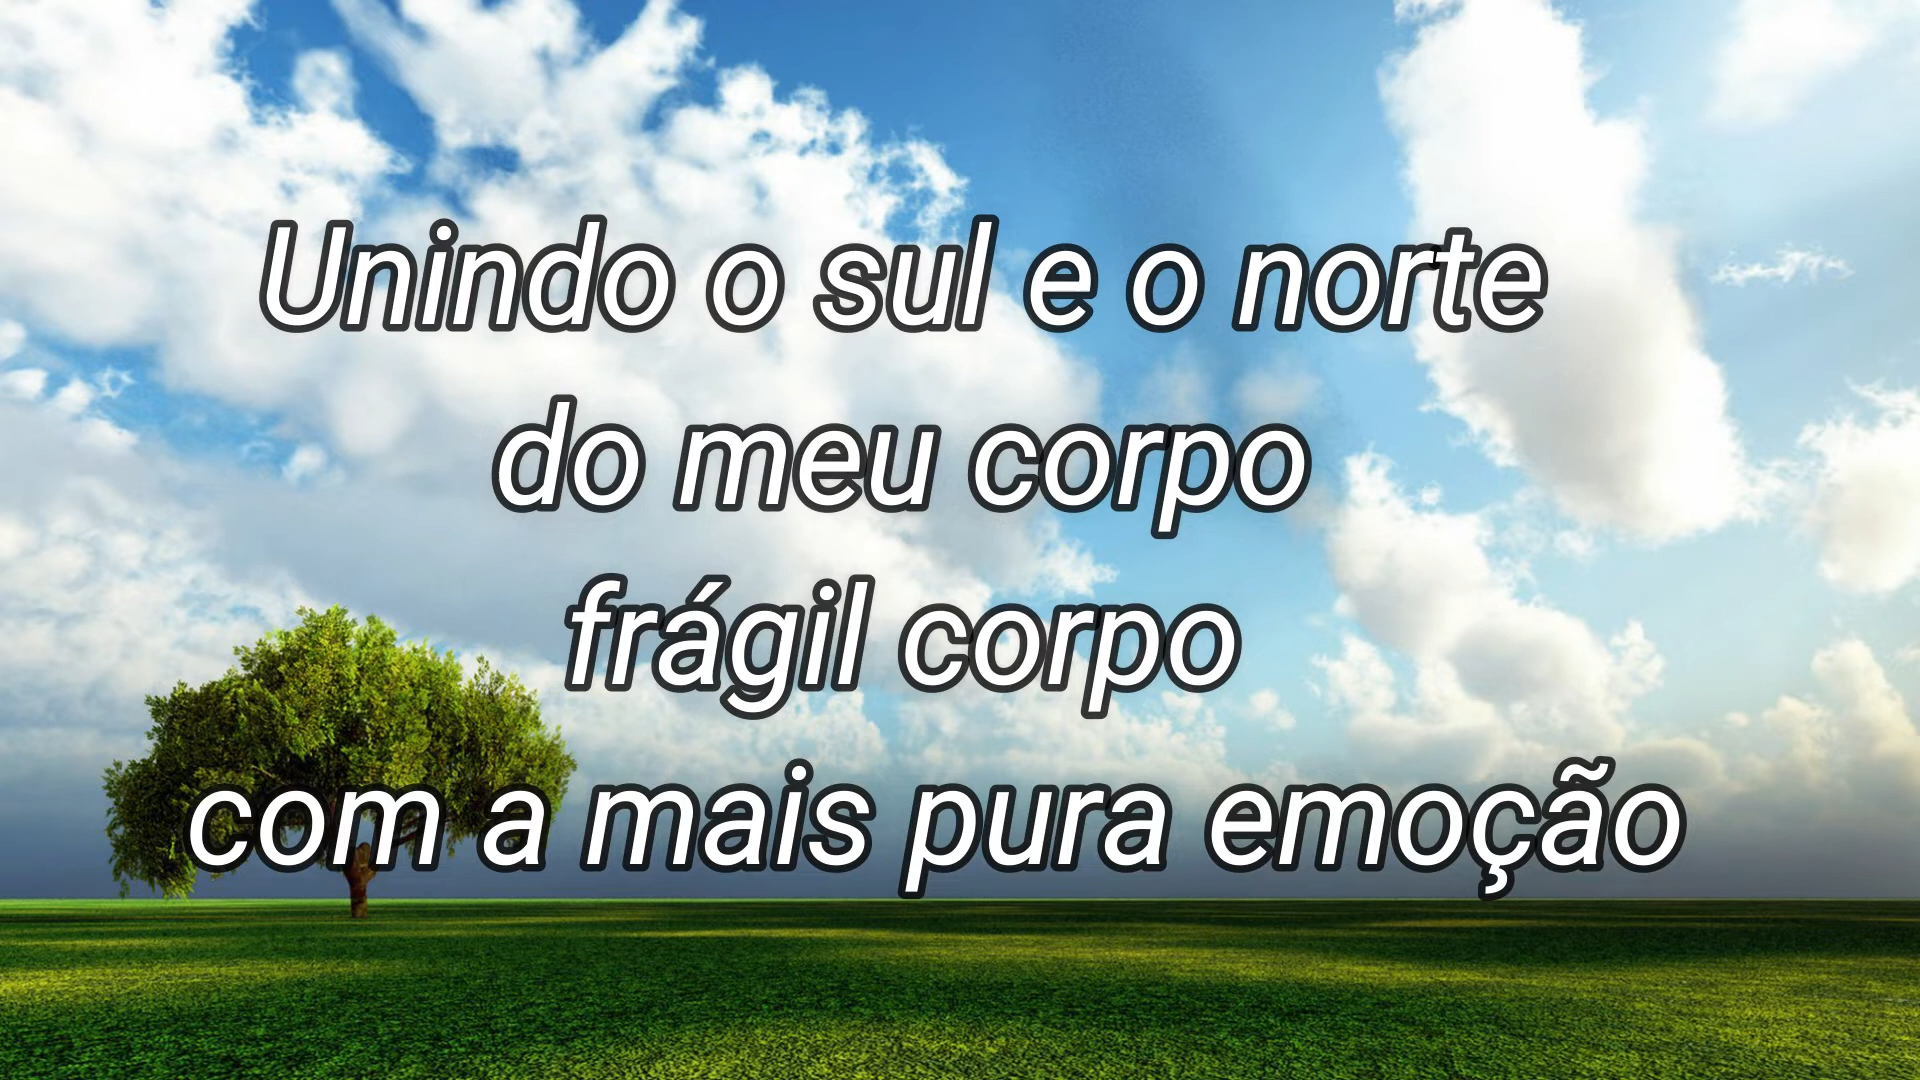 Unindo o sul e o norte
do meu corpo
frágil corpo
com a mais pura emoção